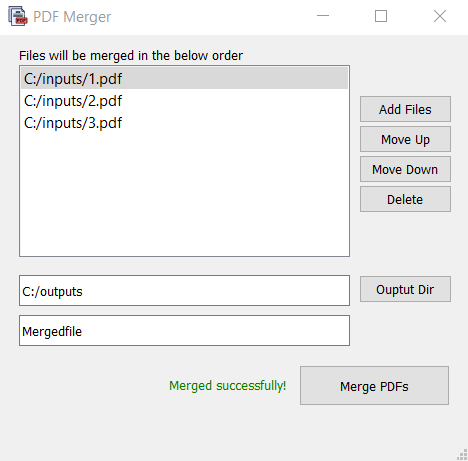 PDF Merger
Files will be merged in the below order
C:/inputs/1.pdf
C:/inputs/2.pdf
C:/inputs/3.pdf
Add Files
Move Up
Move Down
Delete
C:/outputs
Ouptut Dir
Mergedfile
Merged successfully!
Merge PDFs